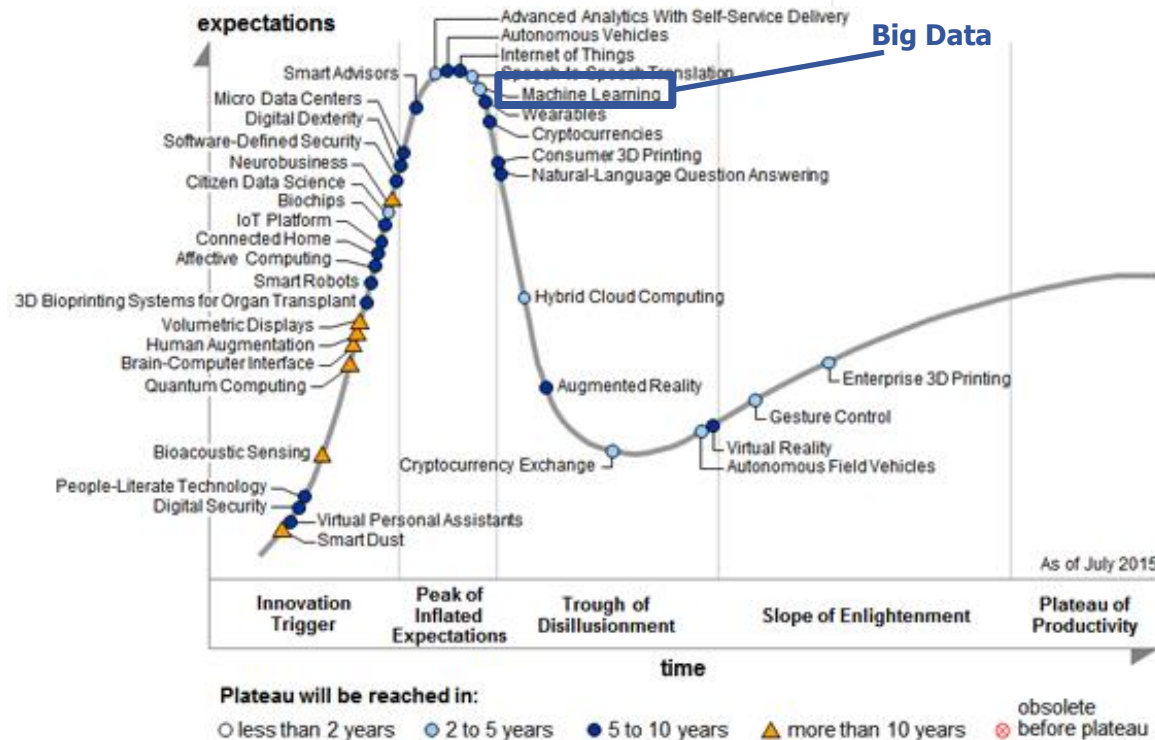 expectations
Advanced Analytics With Self-Service Delivery
Autonomous Vehicles
Internet of Things
Speech-to-Speech Translation
Machine Learning
Wearables
Cryptocurrencies
Consumer 3D Printing
Natural-Language Question Answering
Big Data
Smart Advisors
Micro Data Centers
Digital Dexterity
Software-Defined Security
Neurobusiness
Citizen Data Science
Biochips
IoT Platform
Connected Home
Affective Computing
Smart Robots
3D Bioprinting Systems for Organ Transplant
Volumetric Displays
Human Augmentation
Brain-Computer Interface
Quantum Computing
Bioacoustic Sensing
People-Literate Technology
Digital Security
Virtual Personal Assistants
Smart Dust
Hybrid Cloud Computing
Augmented Reality
Cryptocurrency Exchange
Enterprise 3D Printing
Gesture Control
Virtual Reality
Autonomous Field Vehicles
As of July 2015
Innovation
Trigger
Peak of
Inflated
Expectations
Trough of
Disillusionment
Slope of Enlightenment
Plateau of
Productivity
time
Plateau will be reached in:
less than 2 years
2 to 5 years
5 to 10 years
more than 10 years
obsolete
before plateau